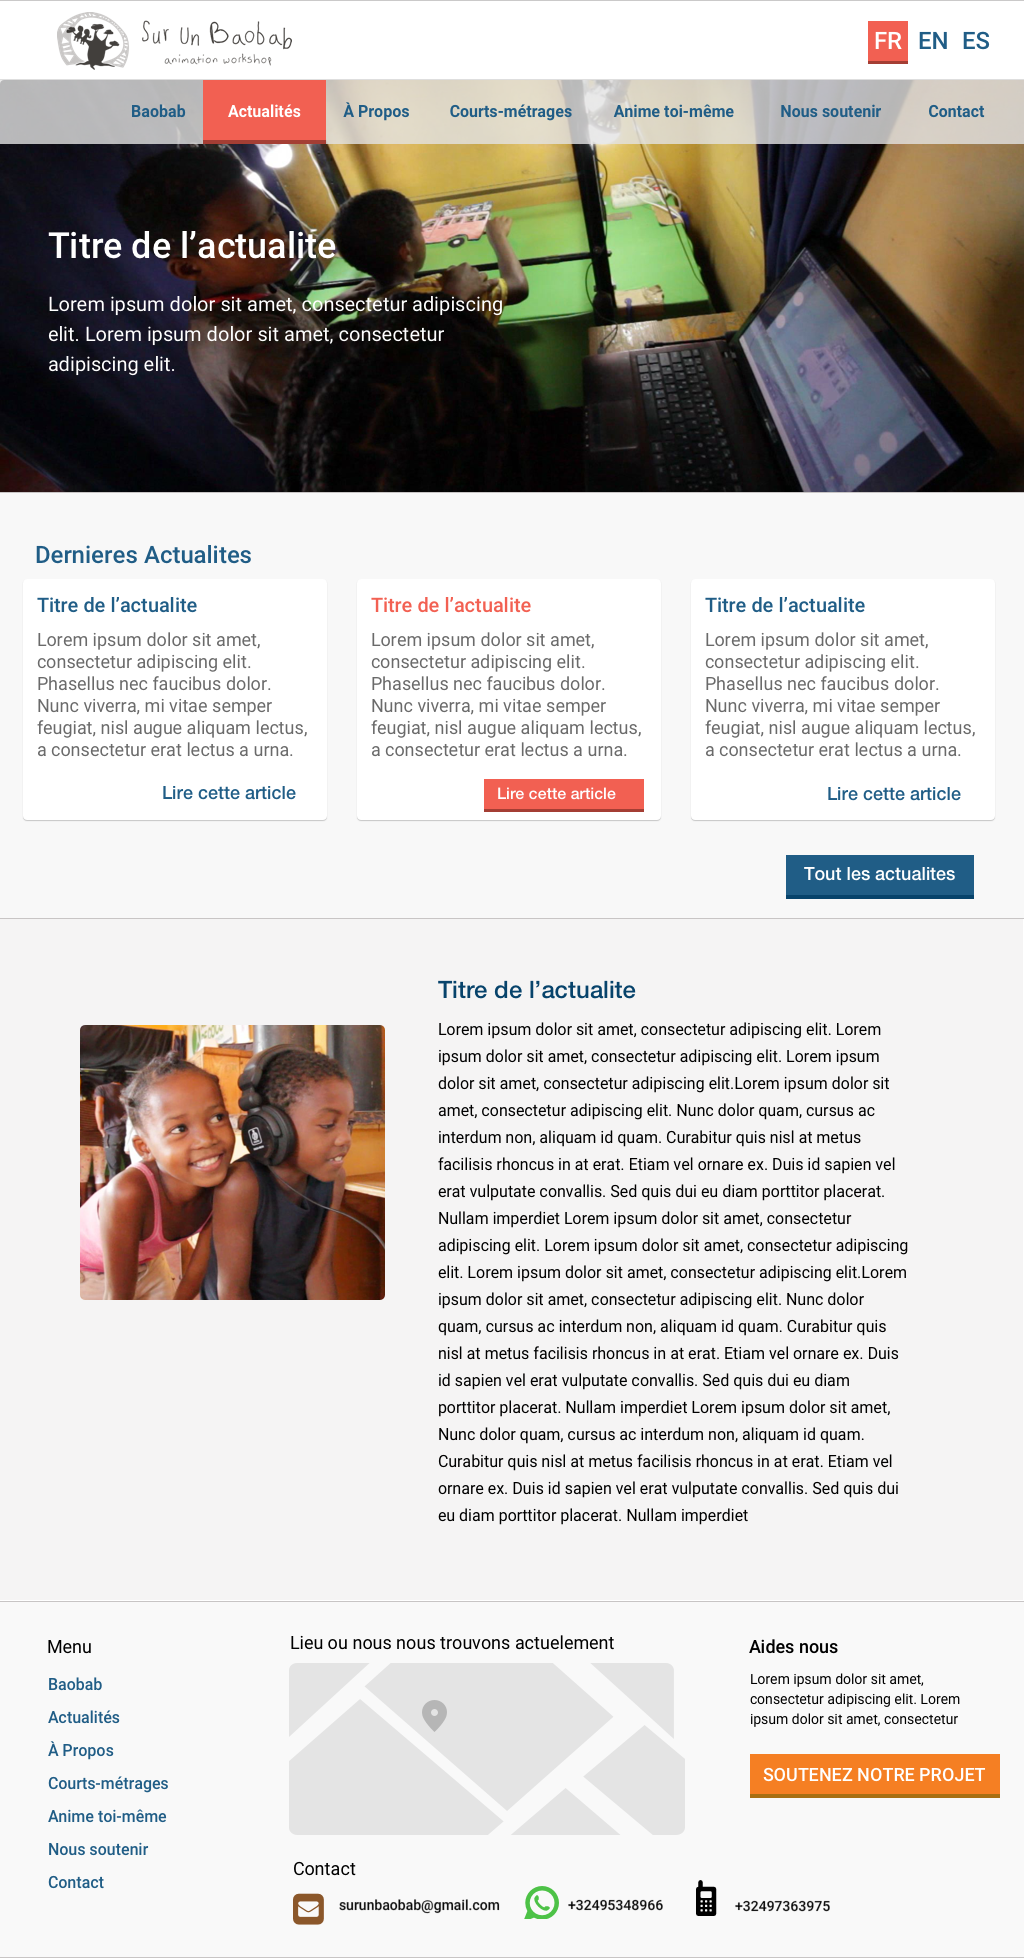 Sur Un Baobab
animation workshop
FR EN ES
Baobab Actualités À Propos Courts-métrages Anime toi-même Nous soutenir Contact
Titre de l’actualite
Lorem ipsum dolor sit amet, consectetur adipiscing
elit. Lorem ipsum dolor sit amet, consectetur
adipiscing elit.
Dernieres Actualites
Titre de l’actualite
Lorem ipsum dolor sit amet,
consectetur adipiscing elit.
Phasellus nec faucibus dolor.
Nunc viverra, mi vitae semper
feugiat, nisl augue aliquam lectus,
a consectetur erat lectus a urna.
Lire cette article
Titre de l’actualite
Lorem ipsum dolor sit amet,
consectetur adipiscing elit.
Phasellus nec faucibus dolor.
Nunc viverra, mi vitae semper
feugiat, nisl augue aliquam lectus,
a consectetur erat lectus a urna.
Lire cette article
Titre de l’actualite
Lorem ipsum dolor sit amet,
consectetur adipiscing elit.
Phasellus nec faucibus dolor.
Nunc viverra, mi vitae semper
feugiat, nisl augue aliquam lectus,
a consectetur erat lectus a urna.
Lire cette article
Tout les actualites
Titre de l’actualite
Lorem ipsum dolor sit amet, consectetur adipiscing elit. Lorem
ipsum dolor sit amet, consectetur adipiscing elit. Lorem ipsum
dolor sit amet, consectetur adipiscing elit.Lorem ipsum dolor sit
amet, consectetur adipiscing elit. Nunc dolor quam, cursus ac
interdum non, aliquam id quam. Curabitur quis nisl at metus
facilisis rhoncus in at erat. Etiam vel ornare ex. Duis id sapien vel
erat vulputate convallis. Sed quis dui eu diam porttitor placerat.
Nullam imperdiet Lorem ipsum dolor sit amet, consectetur
adipiscing elit. Lorem ipsum dolor sit amet, consectetur adipiscing
elit. Lorem ipsum dolor sit amet, consectetur adipiscing elit.Lorem
ipsum dolor sit amet, consectetur adipiscing elit. Nunc dolor
quam, cursus ac interdum non, aliquam id quam. Curabitur quis
nisl at metus facilisis rhoncus in at erat. Etiam vel ornare ex. Duis
id sapien vel erat vulputate convallis. Sed quis dui eu diam
porttitor placerat. Nullam imperdiet Lorem ipsum dolor sit amet,
Nunc dolor quam, cursus ac interdum non, aliquam id quam.
Curabitur quis nisl at metus facilisis rhoncus in at erat. Etiam vel
ornare ex. Duis id sapien vel erat vulputate convallis. Sed quis dui
eu diam porttitor placerat. Nullam imperdiet
Menu
Baobab
Actualités
À Propos
Courts-métrages
Anime toi-même
Nous soutenir
Contact
Lieu ou nous nous trouvons actuelement
Contact
surunbaobab@gmail.com +32495348966 +32497363975
Aides nous
Lorem ipsum dolor sit amet,
consectetur adipiscing elit. Lorem
ipsum dolor sit amet, consectetur
SOUTENEZ NOTRE PROJET